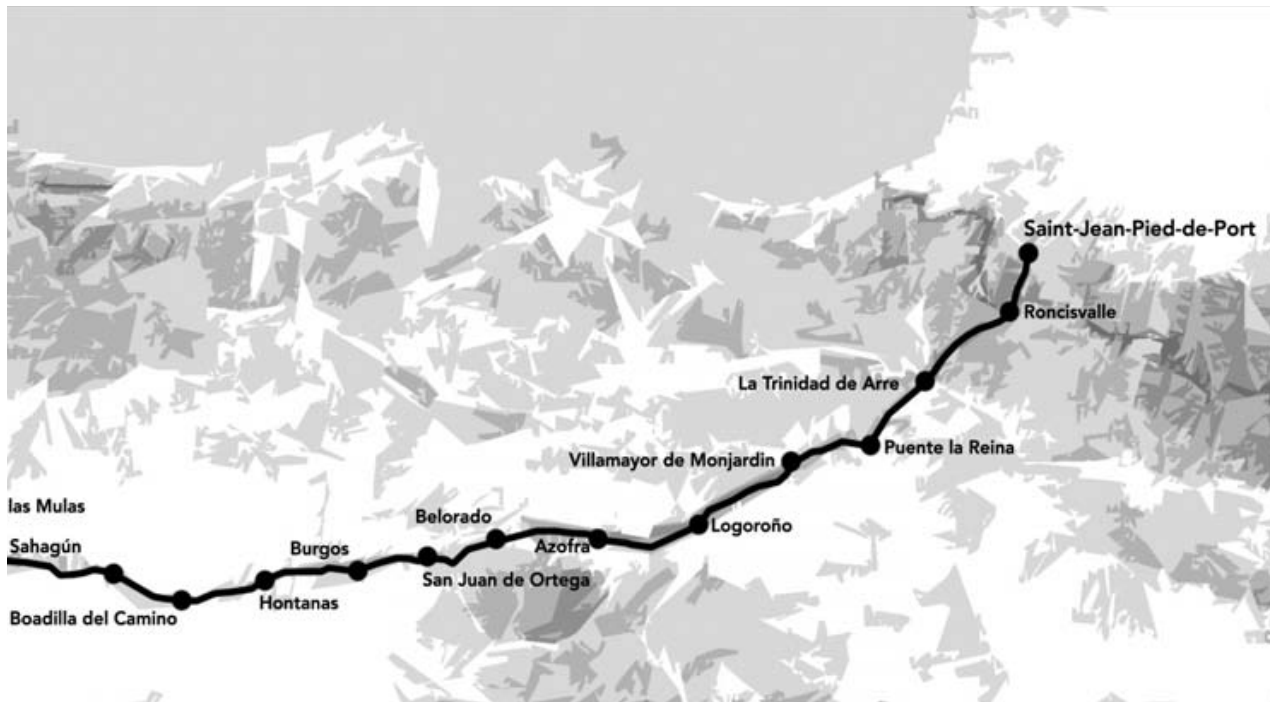 Saint-Jean-Pied-de-Port
Roncisvalle
La Trinidad de Arre
Puente la Reina
Villamayor de Monjardin
las Mulas
Belorado
Logoroño
Sahagún
Burgos
Azofra
San Juan de Ortega
Hontanas
Boadilla del Camino